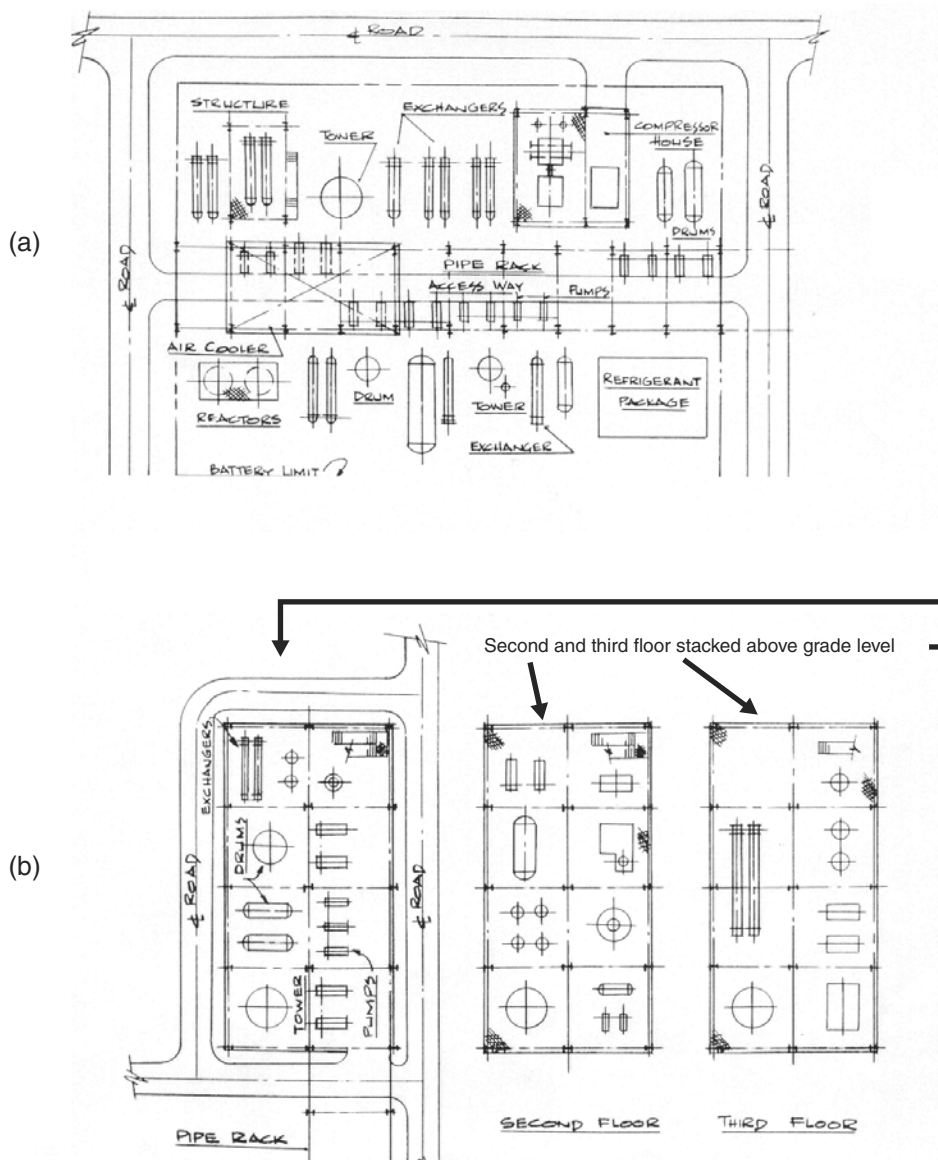 (a)
℄ ROAD
STRUCTURE
EXCHANGERS
TOWER
COMPRESSOR
HOUSE
℄ ROAD
DRUMS
℄ ROAD
PIPE RACK
ACCESS WAY
PUMPS
AIR COOLER
REACTORS
DRUM
TOWER
EXCHANGER
REFRIGERANT
PACKAGE
BATTERY LIMIT
Second and third floor stacked above grade level
(b)
EXCHANGERS
DRUMS
℄ ROAD
℄ ROAD
TOWER
PUMPS
PIPE RACK
SECOND FLOOR
THIRD FLOOR